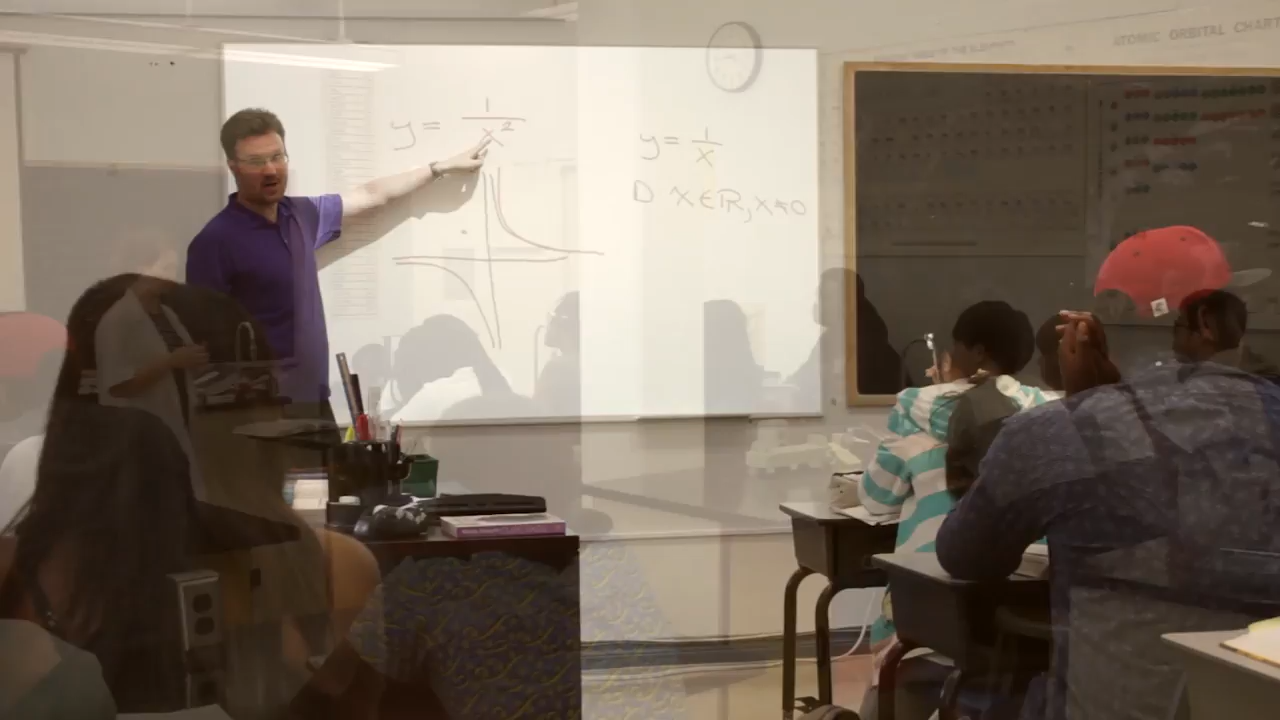 y = 1/x²
y = 1/x
D x∈ℝ, x≠0
ATOMIC ORBITAL CHART